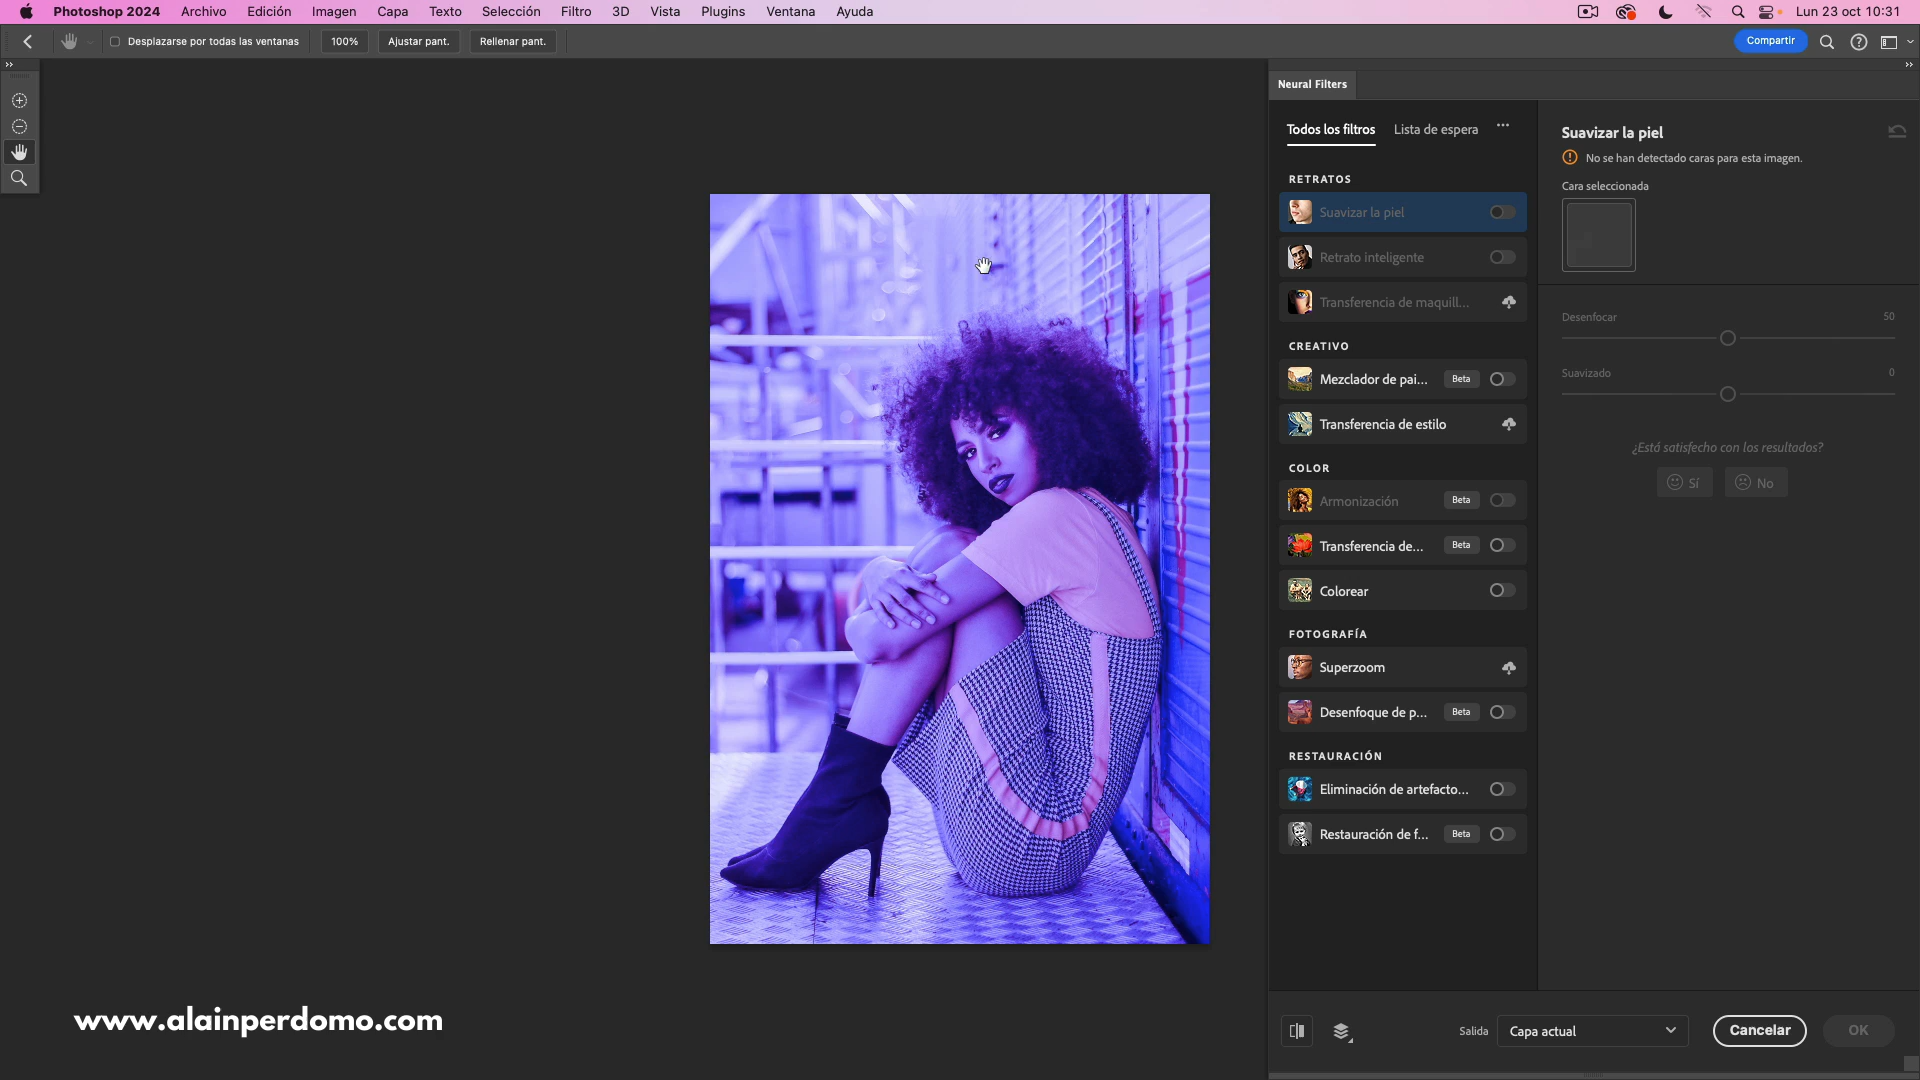 Photoshop 2024 Archivo Edición Imagen Capa Texto Selección Filtro 3D Vista Plugins Ventana Ayuda Lun 23 oct 10:31
Desplazarse por todas las ventanas 100% Ajustar pant. Rellenar pant. Compartir
Neural Filters
Todos los filtros Lista de espera ...
RETRATOS
Suavizar la piel
Retrato inteligente
Transferencia de maquill...
CREATIVO
Mezclador de pai... Beta
Transferencia de estilo
COLOR
Armonización Beta
Transferencia de... Beta
Colorear
FOTOGRAFÍA
Superzoom
Desenfoque de p... Beta
RESTAURACIÓN
Eliminación de artefacto...
Restauración de f... Beta
Suavizar la piel
No se han detectado caras para esta imagen.
Cara seleccionada
Desenfocar 50
Suavizado 0
¿Está satisfecho con los resultados?
Sí No
Salida Capa actual Cancelar OK
www.alainperdomo.com